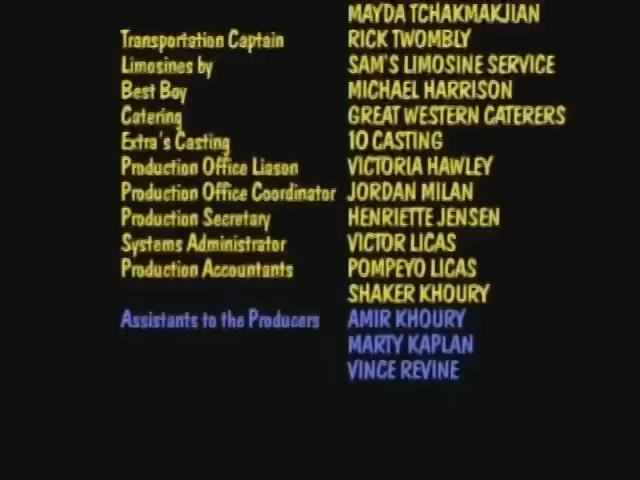 MAYDA TCHAKMAKJIAN
Transportation Captain RICK TWOMBLY
Limosines by SAM'S LIMOSINE SERVICE
Best Boy MICHAEL HARRISON
Catering GREAT WESTERN CATERERS
Extra's Casting 10 CASTING
Production Office Liason VICTORIA HAWLEY
Production Office Coordinator JORDAN MILAN
Production Secretary HENRIETTE JENSEN
Systems Administrator VICTOR LICAS
Production Accountants POMPEYO LICAS
SHAKER KHOURY
Assistants to the Producers AMIR KHOURY
MARTY KAPLAN
VINCE REVINE